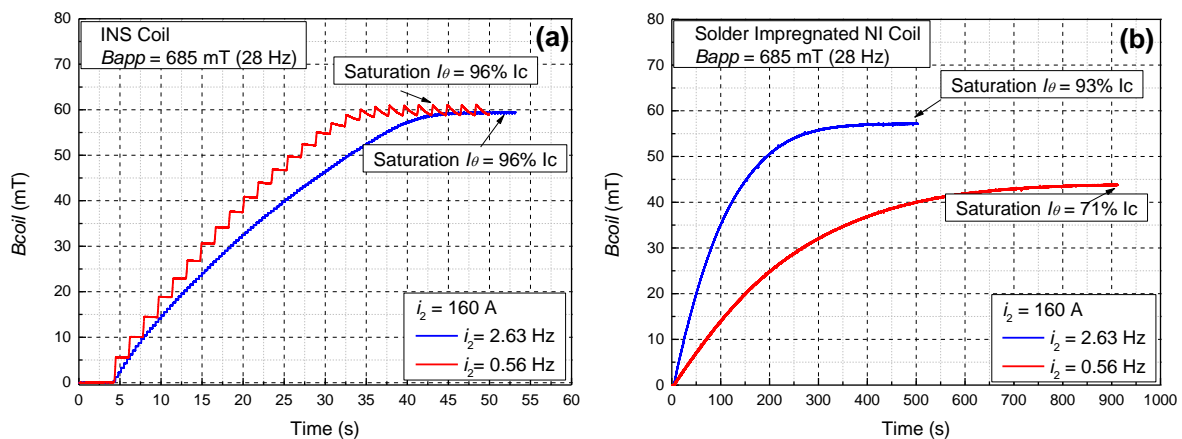 INS Coil
Bapp = 685 mT (28 Hz)
(a)
Saturation Iθ = 96% Ic
Saturation Iθ = 96% Ic
i2 = 160 A
i2= 2.63 Hz
i2= 0.56 Hz
80
70
60
50
40
30
20
10
0
Bcoil (mT)
0 5 10 15 20 25 30 35 40 45 50 55 60
Time (s)
Solder Impregnated NI Coil
Bapp = 685 mT (28 Hz)
(b)
Saturation Iθ = 93% Ic
Saturation Iθ = 71% Ic
i2 = 160 A
i2= 2.63 Hz
i2= 0.56 Hz
80
70
60
50
40
30
20
10
0
Bcoil (mT)
0 100 200 300 400 500 600 700 800 900 1000
Time (s)